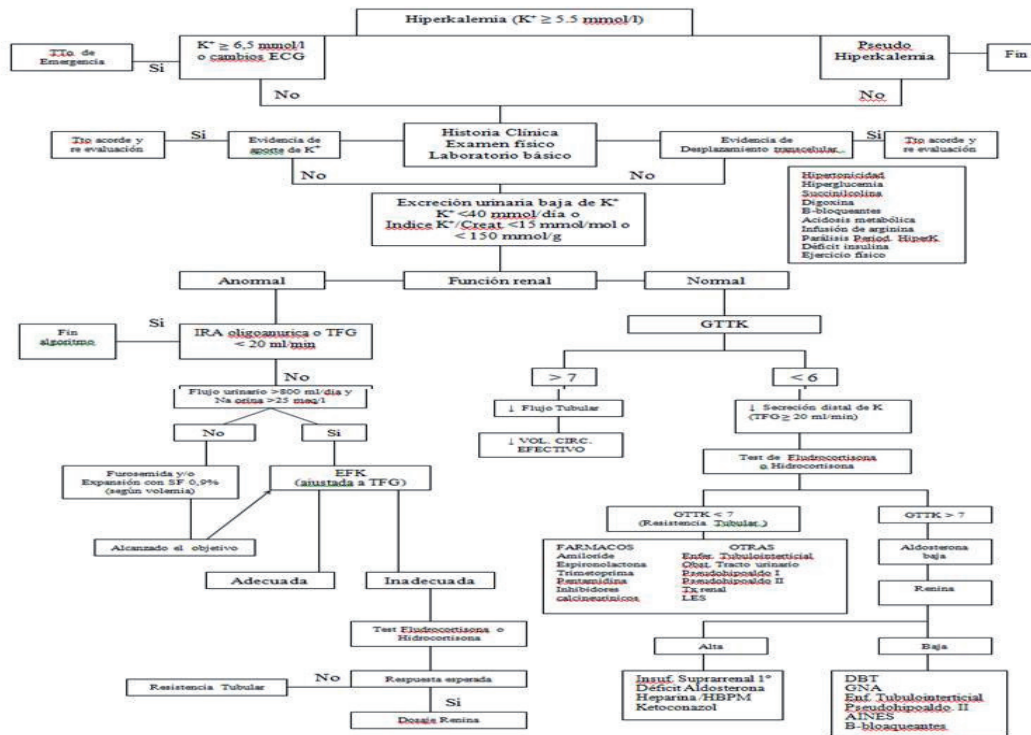 Hiperkalemia (K⁺ ≥ 5.5 mmol/l)
TTo. de
Emergencia
Si
K⁺ ≥ 6,5 mmol/l
o cambios ECG
Pseudo
Hiperkalemia
Fin
No
No
Tto acorde y
re evaluación
Si
Evidencia de
aporte de K⁺
Historia Clínica
Examen físico
Laboratorio básico
Evidencia de
Desplazamiento transcelular
Si
Tto acorde y
re evaluación
No
No
Hipertonicidad
Hiperglucemia
Succinilcolina
Digoxina
B-bloqueantes
Acidosis metabólica
Infusión de arginina
Parálisis Period. HiperK
Déficit insulina
Ejercicio físico
Excreción urinaria baja de K⁺
K⁺ <40 mmol/día o
Indice K⁺/Creat. <15 mmol/mol o
< 150 mmol/g
Anormal
Función renal
Normal
Fin
algoritmo
Si
IRA oligoanurica o TFG
< 20 ml/min
GTTK
No
> 7
< 6
Flujo urinario >800 ml/dia y
Na orina >25 meq/l
↓ Flujo Tubular
↓ Secreción distal de K
(TFG ≥ 20 ml/min)
No
Si
↓ VOL. CIRC.
EFECTIVO
Test de Fludrocortisona
o Hidrocortisona
Furosemida y/o
Expansión con SF 0,9%
(según volemia)
EFK
(ajustada a TFG)
GTTK < 7
(Resistencia Tubular.)
GTTK > 7
Alcanzado el objetivo
FARMACOS
Amiloride
Espironolactona
Trimetoprima
Pentamidina
Inhibidores
calcineurínicos
OTRAS
Enfer. Tubulointerticial
Obst. Tracto urinario
Pseudohipoaldo I
Pseudohipoaldo II
Tx renal
LES
Aldosterona
baja
Adecuada
Inadecuada
Renina
Test Fludrocortisona o
Hidrocortisona
Alta
Baja
Resistencia Tubular
No
Respuesta esperada
Si
Dosaje Renina
Insuf. Suprarrenal 1°
Déficit Aldosterona
Heparina /HBPM
Ketoconazol
DBT
GNA
Enf. Tubulointerticial
Pseudohipoaldo. II
AINES
B-bloaqueantes